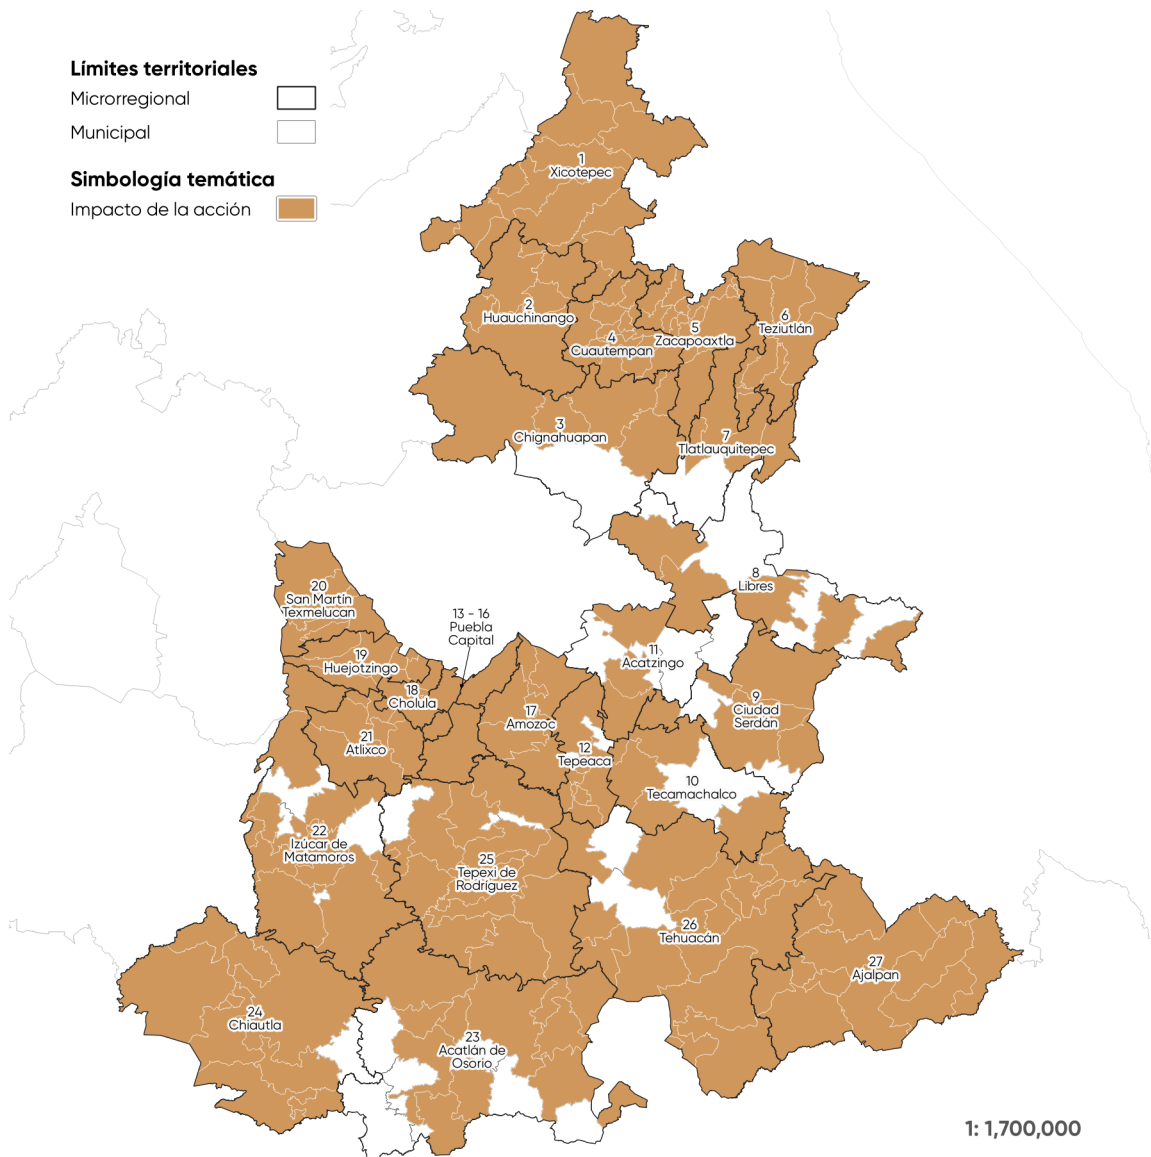 Límites territoriales
Microrregional
Municipal
Simbología temática
Impacto de la acción
1
Xicotepec
2
Huauchinango
6
Teziutlán
5
Zacapoaxtla
4
Cuautempan
3
Chignahuapan
7
Tlatlauquitepec
8
Libres
20
San Martín
Texmelucan
13 - 16
Puebla
Capital
19
Huejotzingo
11
Acatzingo
18
Cholula
9
Ciudad
Serdán
17
Amozoc
21
Atlixco
12
Tepeaca
10
Tecamachalco
22
Izúcar de
Matamoros
25
Tepexi de
Rodríguez
26
Tehuacán
27
Ajalpan
24
Chiautla
23
Acatlán de
Osorio
1: 1,700,000